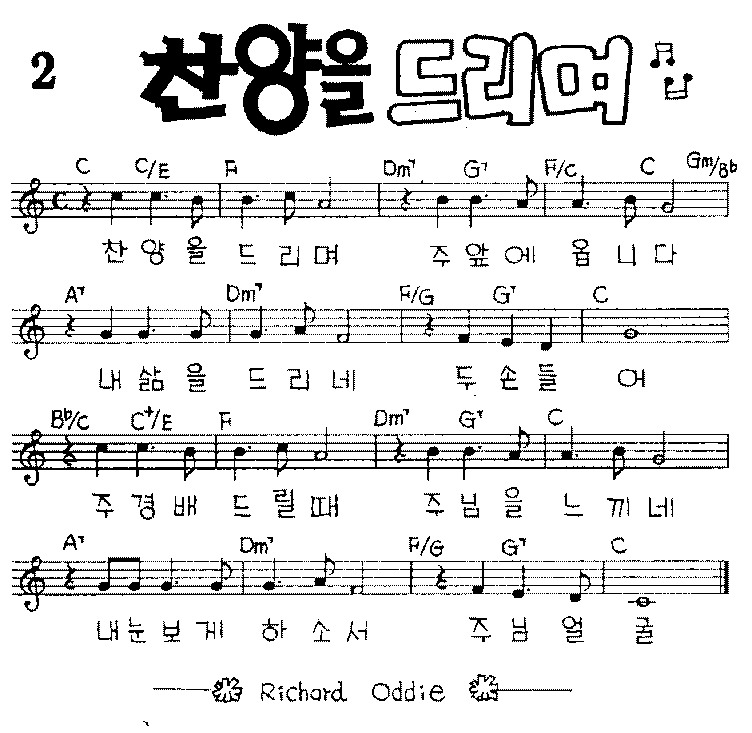 2 찬양을 드리며
C C/E F Dm7 G7 F/C C Gm/Bb
찬 양 을 드 리 며 주 앞 에 옵 니 다
A7 Dm7 F/G G7 C
내 삶 을 드 리 네 두 손 들 어
Bb/C C+/E F Dm7 G7 C
주 경 배 드 릴 때 주 님 을 느 끼 네
A7 Dm7 F/G G7 C
내 눈 보 게 하 소 서 주 님 얼 굴
Richard Oddie